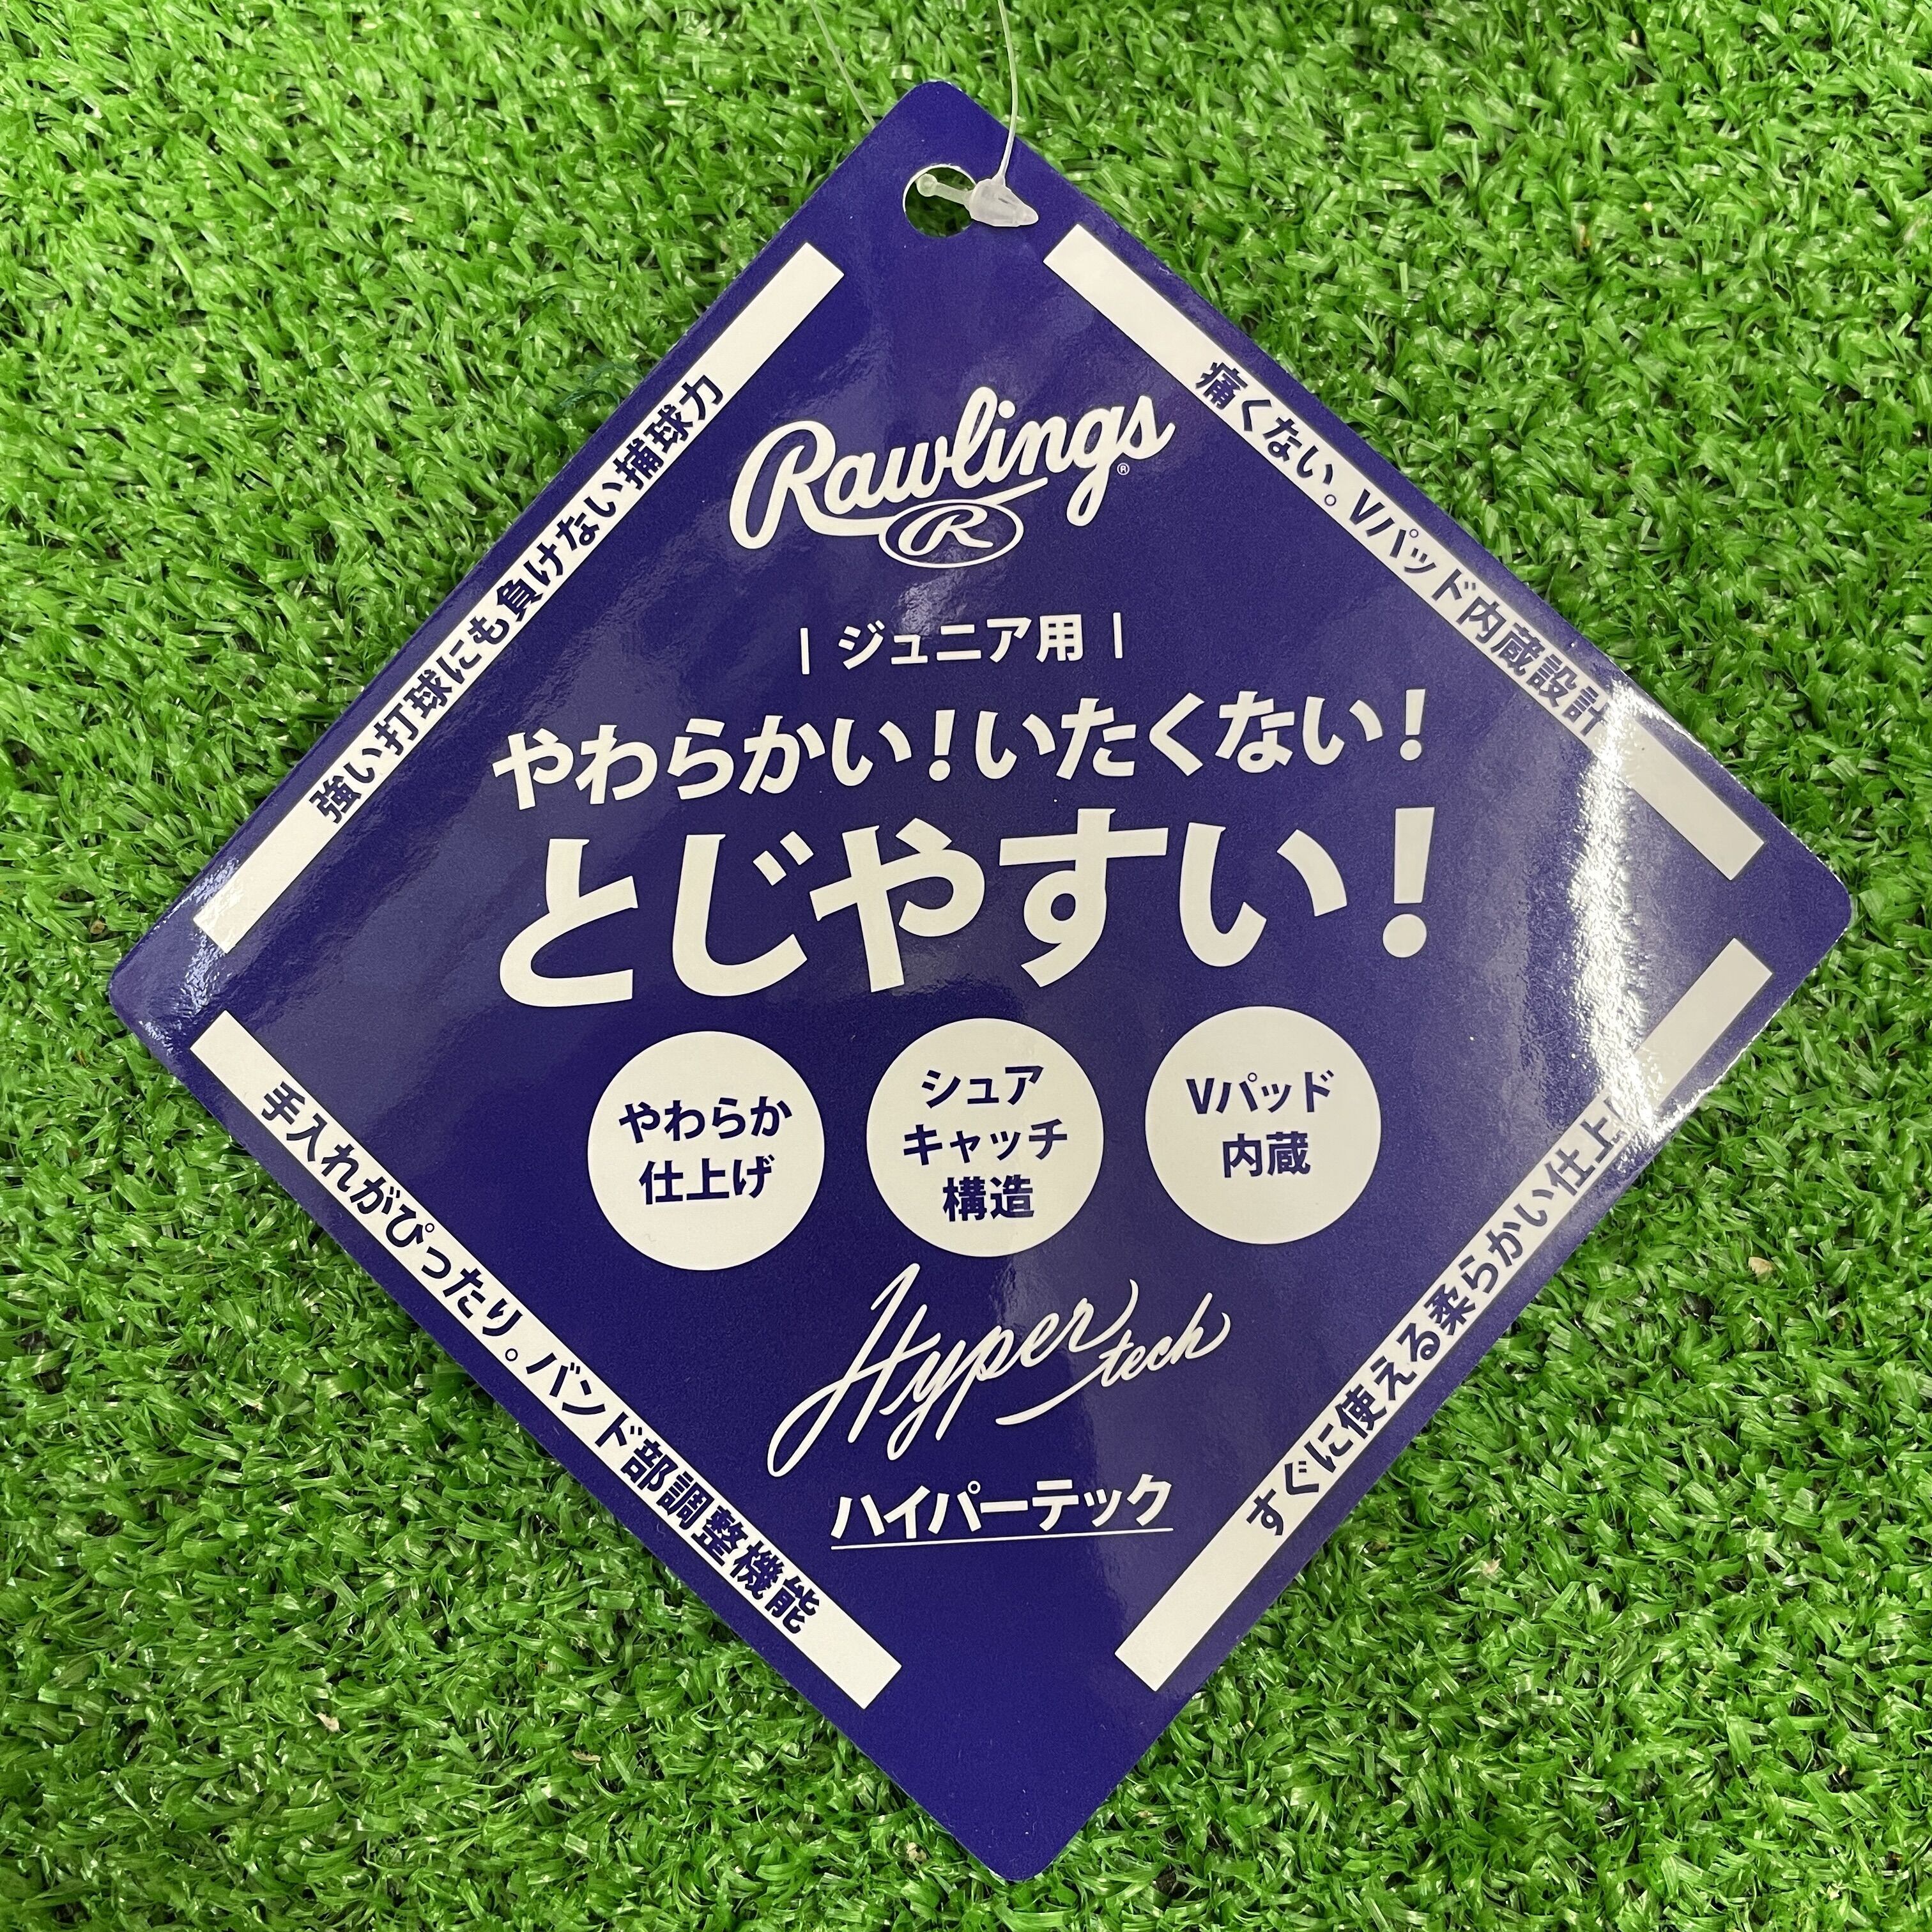 強い打球にも負けない捕球力
痛くない。Vパッド内蔵設計
Rawlings®
R
| ジュニア用 |
やわらかい!いたくない!
とじやすい!
やわらか
仕上げ
シュア
キャッチ
構造
Vパッド
内蔵
Hyper tech
ハイパーテック
手入れがぴったり。バンド部調整機能
すぐに使える柔らかい仕上げ